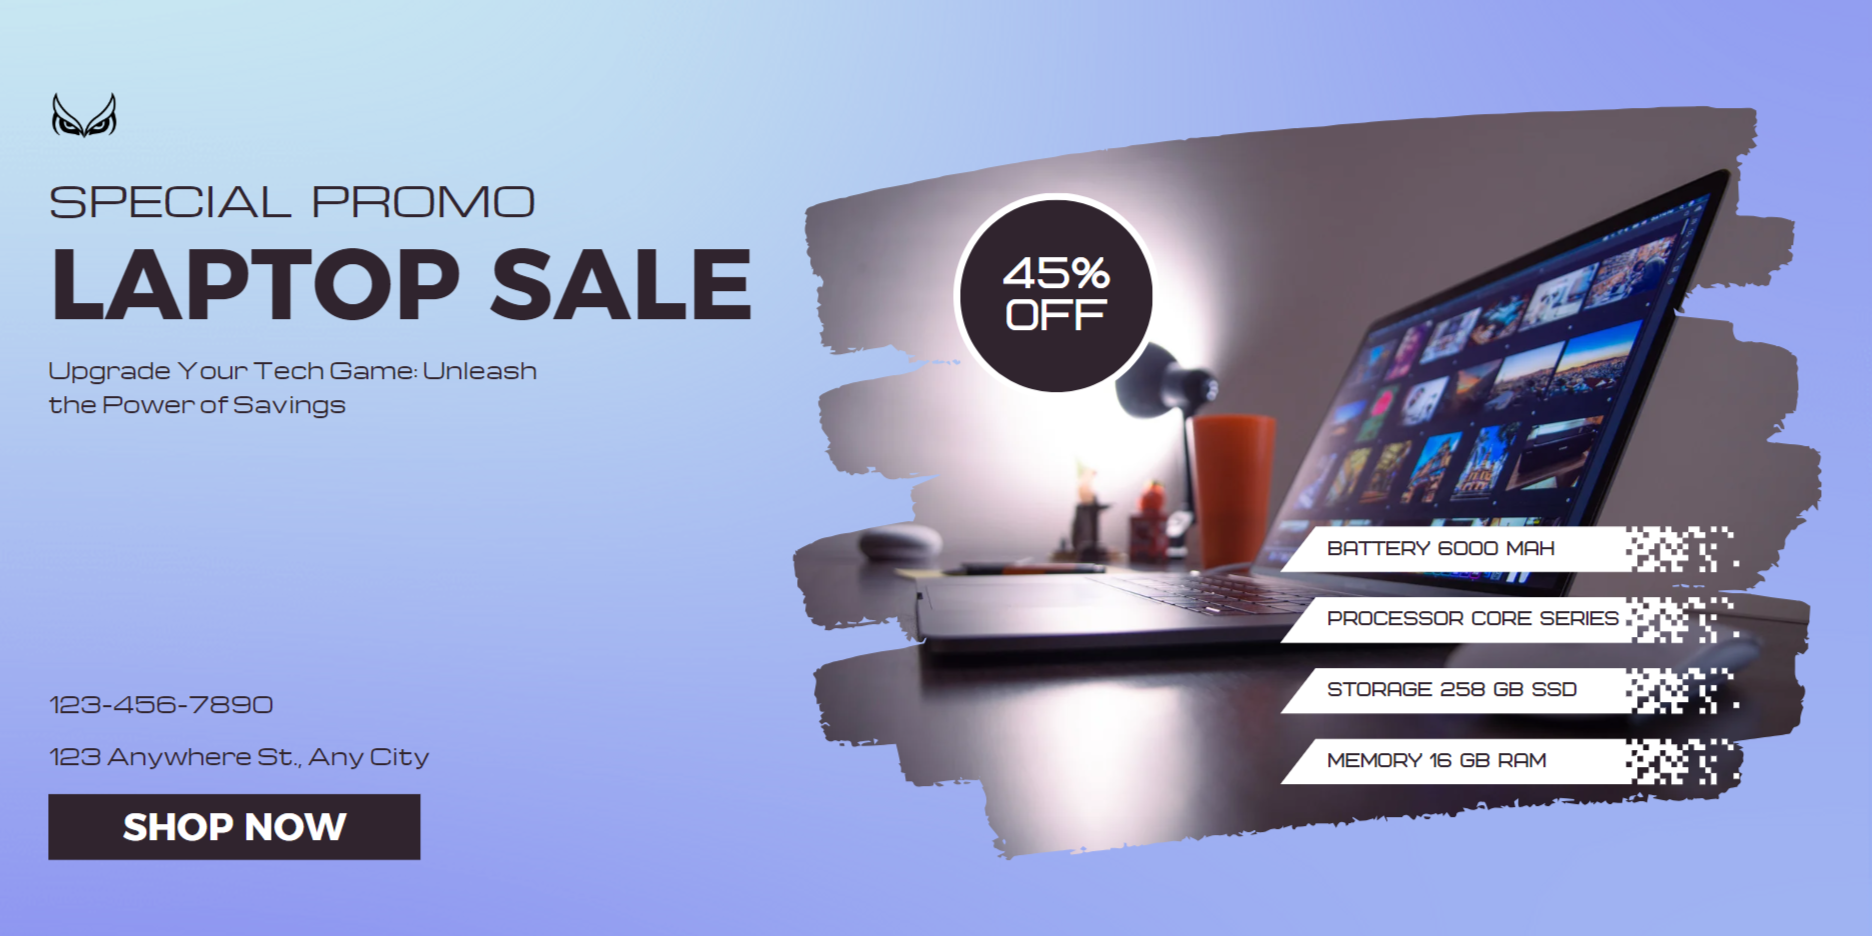 SPECIAL PROMO
LAPTOP SALE
Upgrade Your Tech Game: Unleash
the Power of Savings
45%
OFF
BATTERY 6000 MAH
PROCESSOR CORE SERIES
STORAGE 258 GB SSD
MEMORY 16 GB RAM
123-456-7890
123 Anywhere St., Any City
SHOP NOW